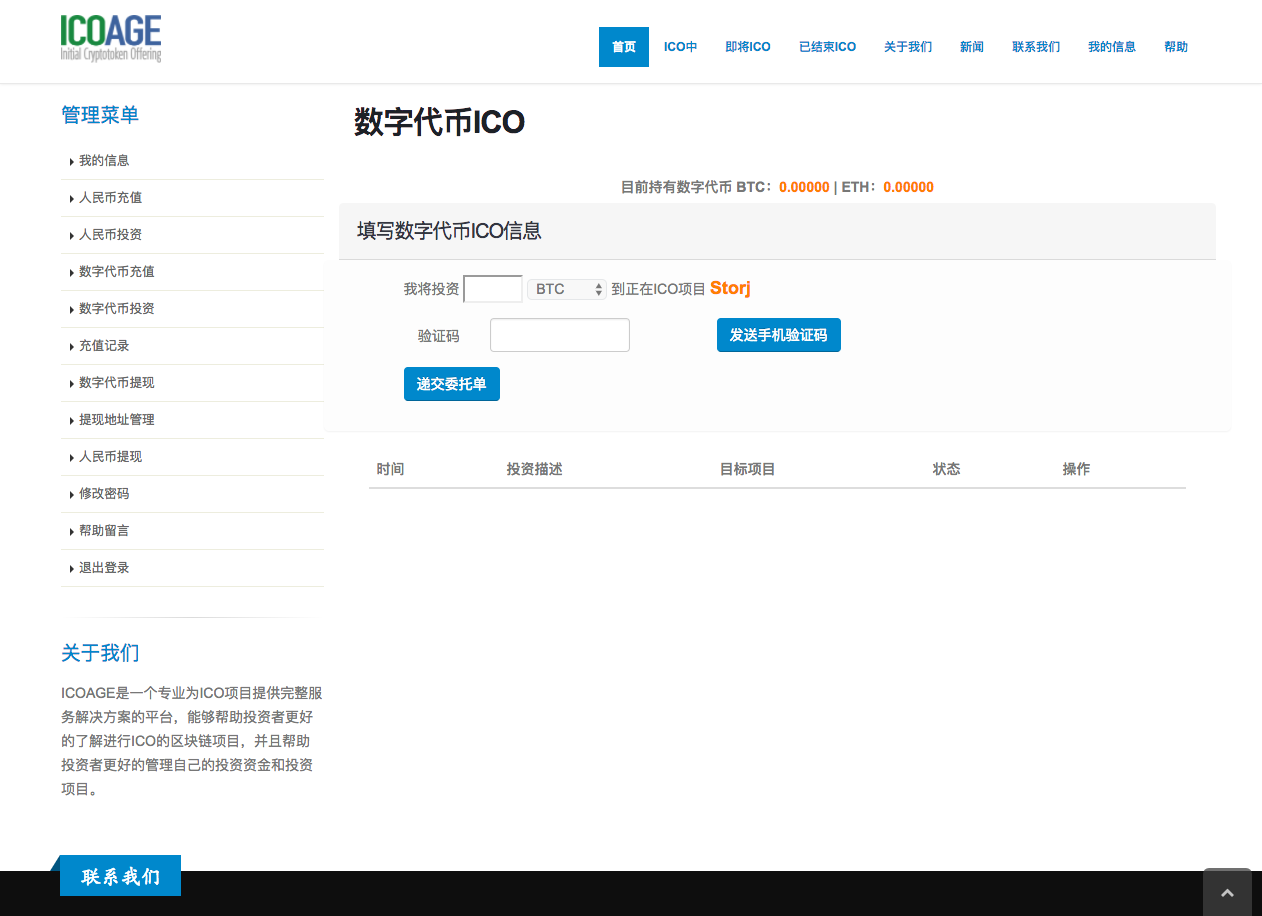 ICOAGE
Initial Cryptotoken Offering
首页 ICO中 即将ICO 已结束ICO 关于我们 新闻 联系我们 我的信息 帮助
管理菜单
我的信息
人民币充值
人民币投资
数字代币充值
数字代币投资
充值记录
数字代币提现
提现地址管理
人民币提现
修改密码
帮助留言
退出登录
关于我们
ICOAGE是一个专业为ICO项目提供完整服
务解决方案的平台，能够帮助投资者更好
的了解进行ICO的区块链项目，并且帮助
投资者更好的管理自己的投资资金和投资
项目。
数字代币ICO
目前持有数字代币 BTC：0.00000 | ETH：0.00000
填写数字代币ICO信息
我将投资 BTC 到正在ICO项目 Storj
验证码 发送手机验证码
递交委托单
时间 投资描述 目标项目 状态 操作
联系我们